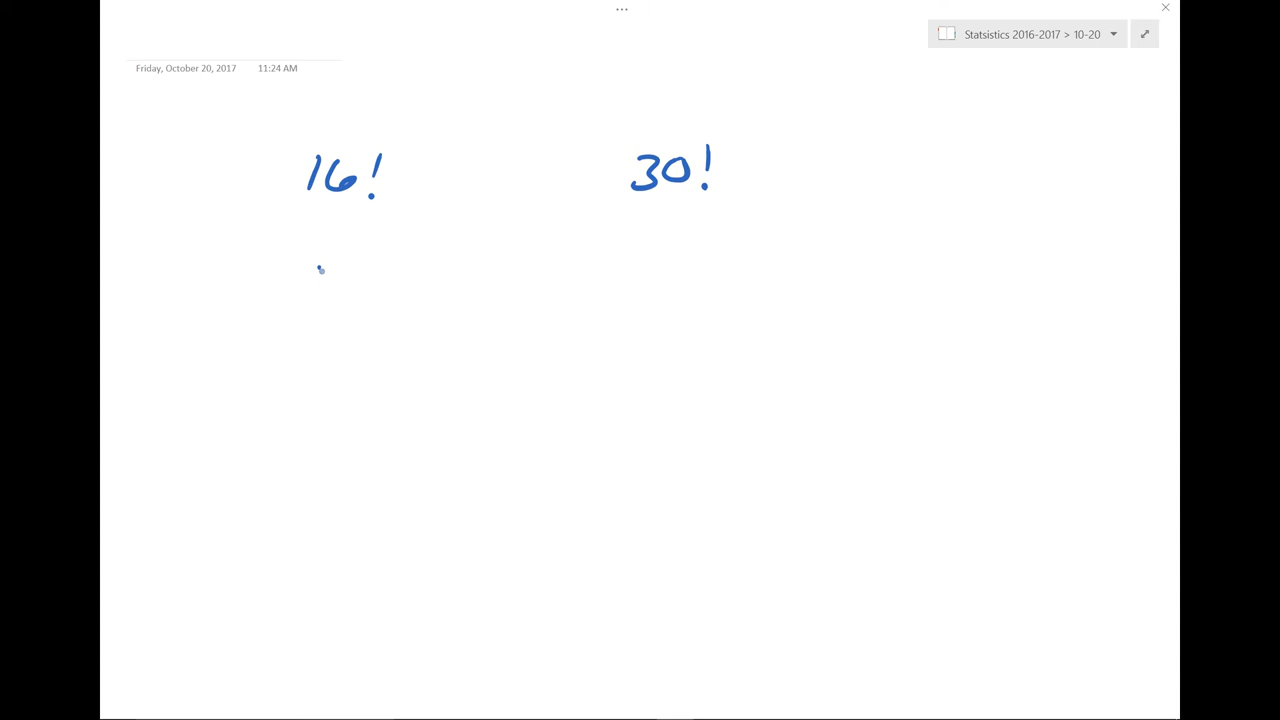 ...
Statsistics 2016-2017 > 10-20
Friday, October 20, 2017 11:24 AM
16! 30!